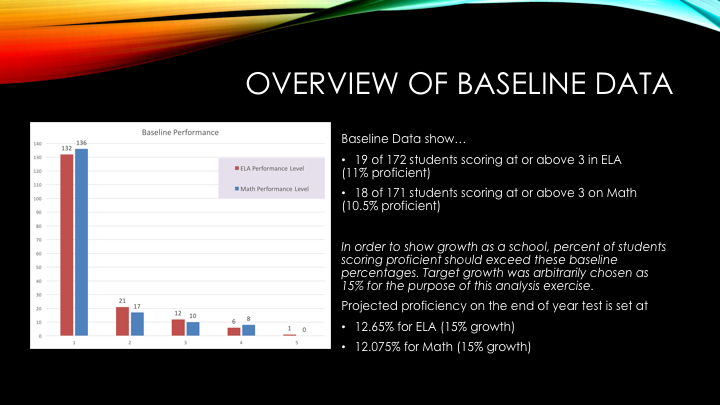 OVERVIEW OF BASELINE DATA
Baseline Performance
140
130
120
110
100
90
80
70
60
50
40
30
20
10
0
132 136
21 17
12 10
6 8
1 0
1 2 3 4 5
ELA Performance Level
Math Performance Level
Baseline Data show…
• 19 of 172 students scoring at or above 3 in ELA
(11% proficient)
• 18 of 171 students scoring at or above 3 on Math
(10.5% proficient)
In order to show growth as a school, percent of students
scoring proficient should exceed these baseline
percentages. Target growth was arbitrarily chosen as
15% for the purpose of this analysis exercise.
Projected proficiency on the end of year test is set at
• 12.65% for ELA (15% growth)
• 12.075% for Math (15% growth)